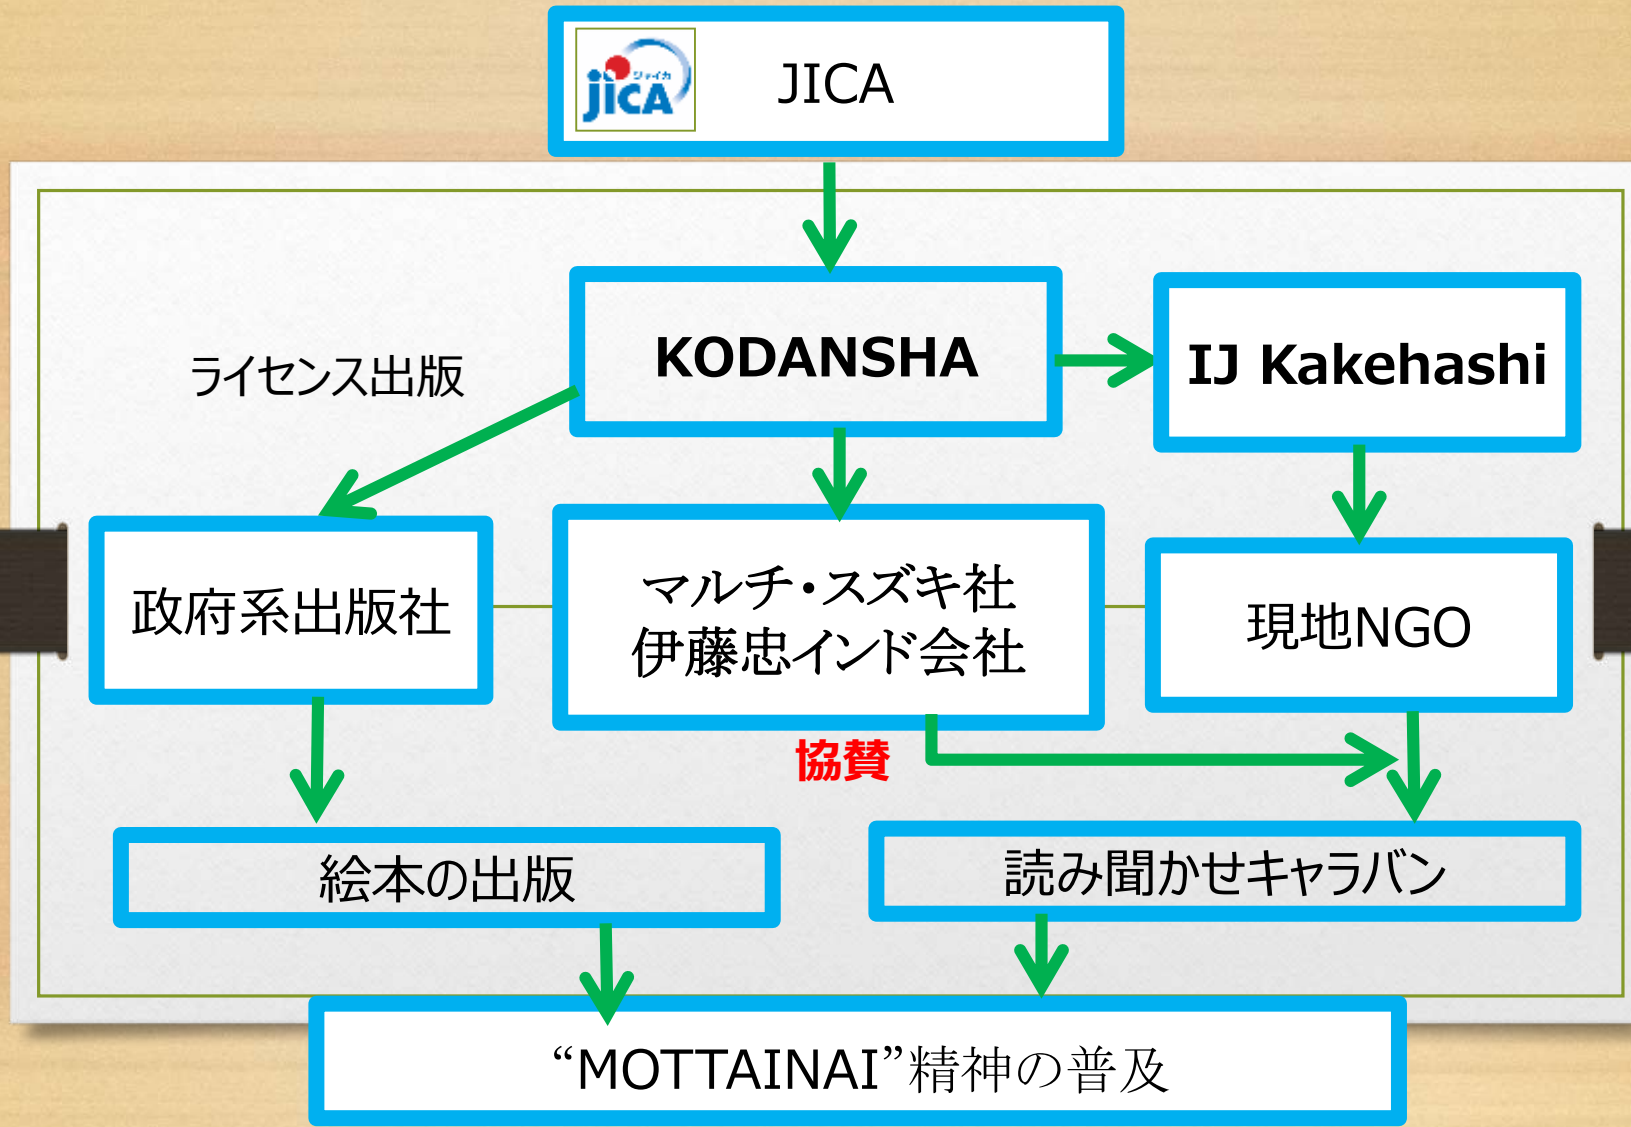 ジャイカ
jICA
JICA
KODANSHA
IJ Kakehashi
ライセンス出版
政府系出版社
マルチ・スズキ社
伊藤忠インド会社
現地NGO
協賛
絵本の出版
読み聞かせキャラバン
“MOTTAINAI”精神の普及